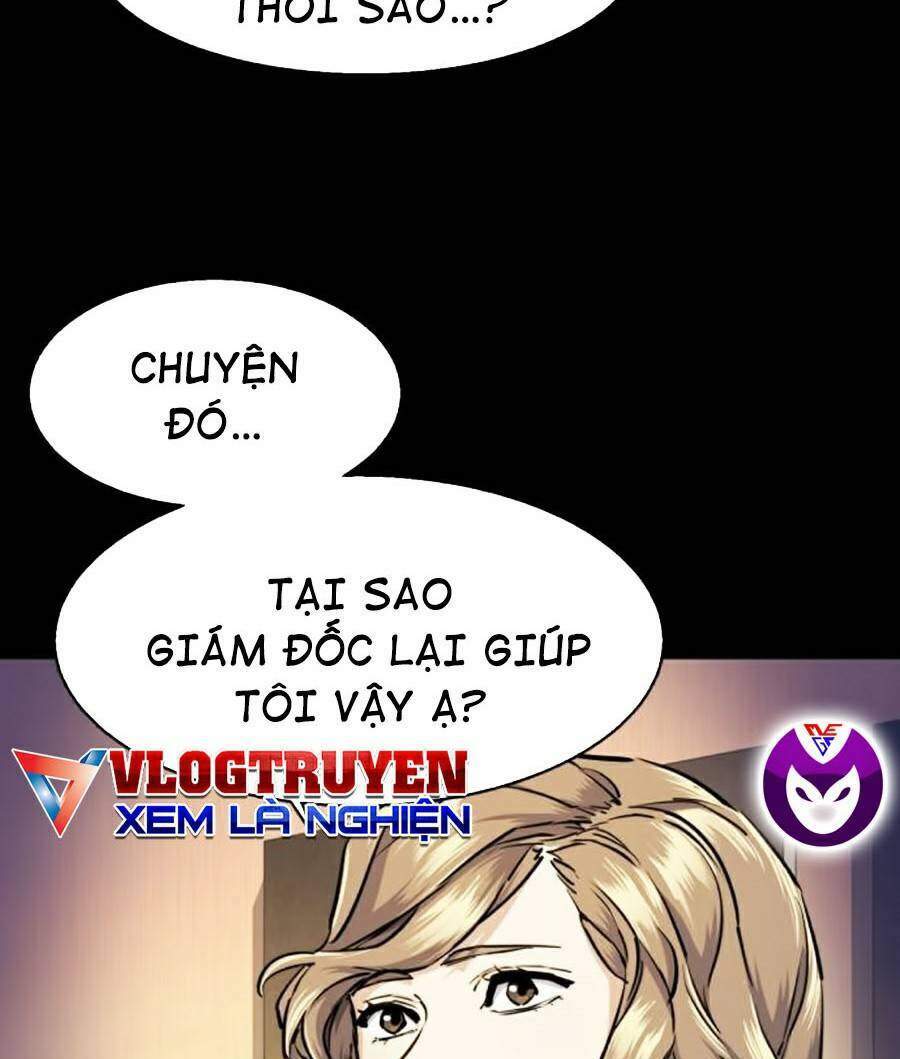 THÔI SAO...?
CHUYỆN
ĐÓ...
TẠI SAO
GIÁM ĐỐC LẠI GIÚP
TÔI VẬY Ạ?
VLOGTRUYEN
XEM LÀ NGHIỆN